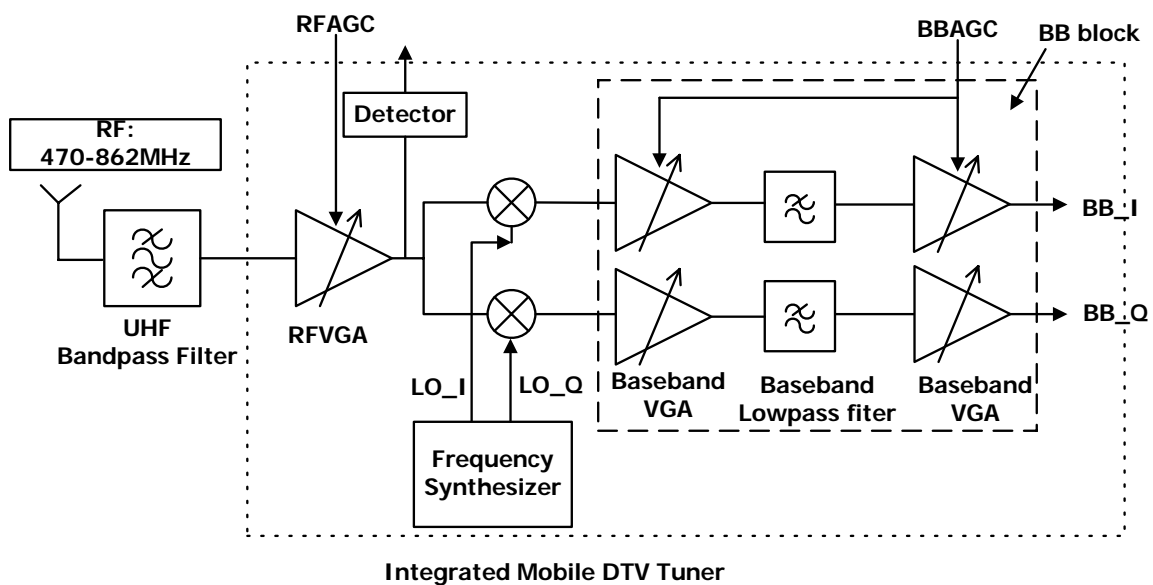 RFAGC
BBAGC
BB block
Detector
RF:
470-862MHz
BB_I
BB_Q
UHF
Bandpass Filter
RFVGA
LO_I
LO_Q
Baseband
VGA
Baseband
Lowpass fiter
Baseband
VGA
Frequency
Synthesizer
Integrated Mobile DTV Tuner